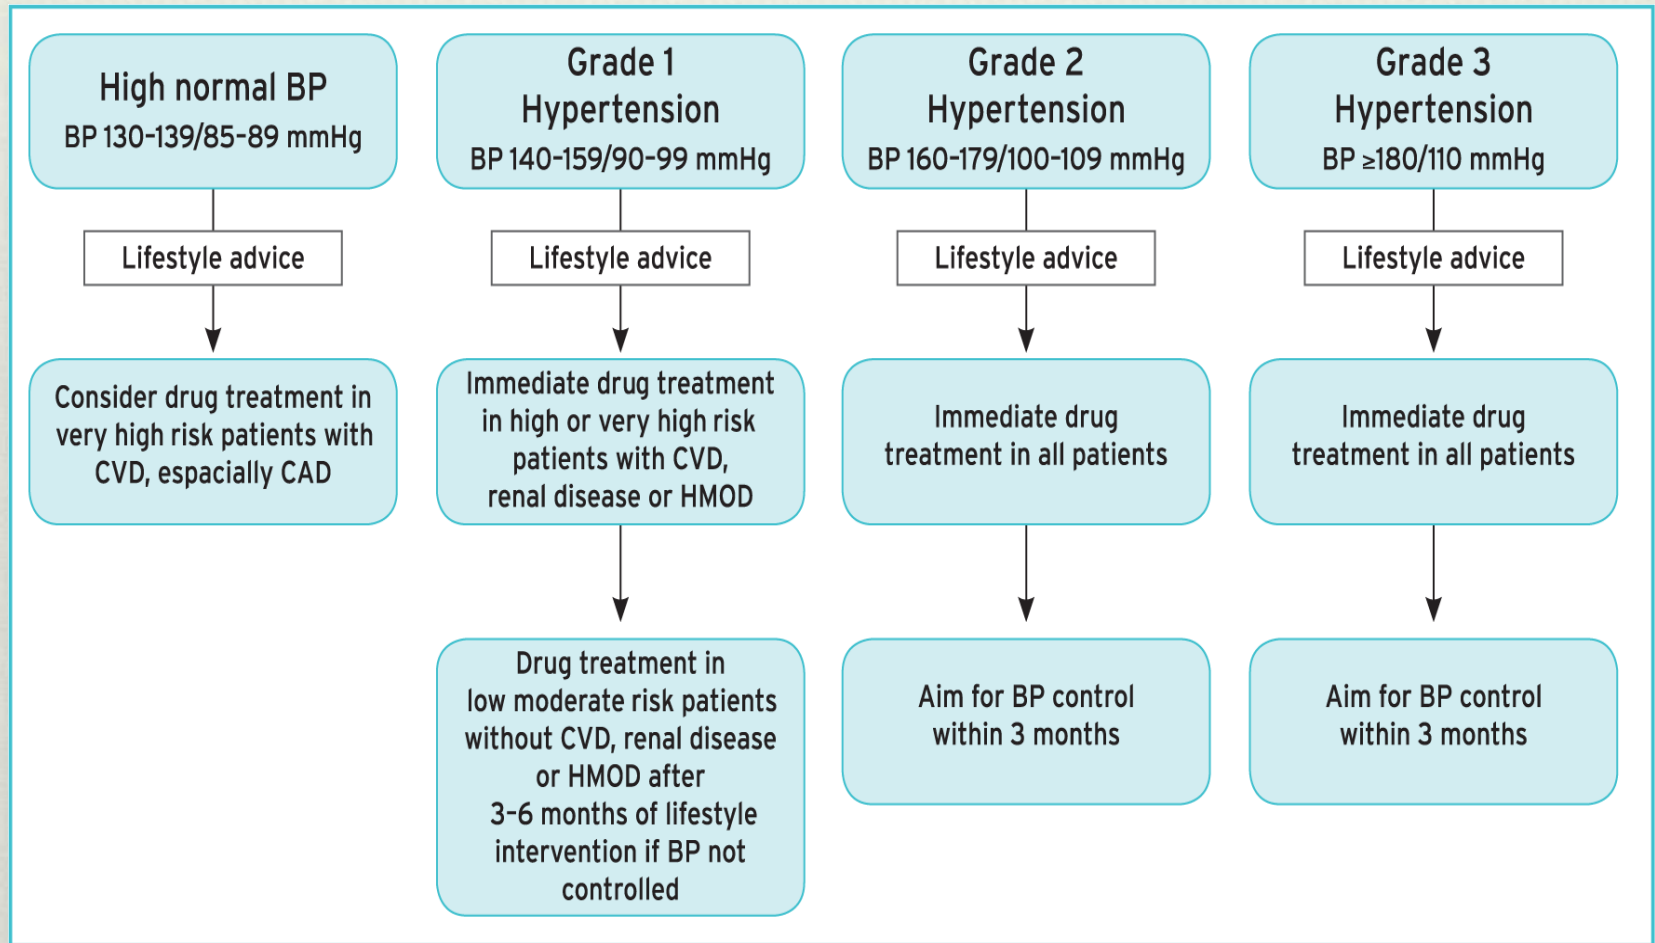 High normal BP
BP 130-139/85-89 mmHg
Lifestyle advice
Consider drug treatment in
very high risk patients with
CVD, espacially CAD
Grade 1
Hypertension
BP 140-159/90-99 mmHg
Lifestyle advice
Immediate drug treatment
in high or very high risk
patients with CVD,
renal disease or HMOD
Drug treatment in
low moderate risk patients
without CVD, renal disease
or HMOD after
3-6 months of lifestyle
intervention if BP not
controlled
Grade 2
Hypertension
BP 160-179/100-109 mmHg
Lifestyle advice
Immediate drug
treatment in all patients
Aim for BP control
within 3 months
Grade 3
Hypertension
BP ≥180/110 mmHg
Lifestyle advice
Immediate drug
treatment in all patients
Aim for BP control
within 3 months